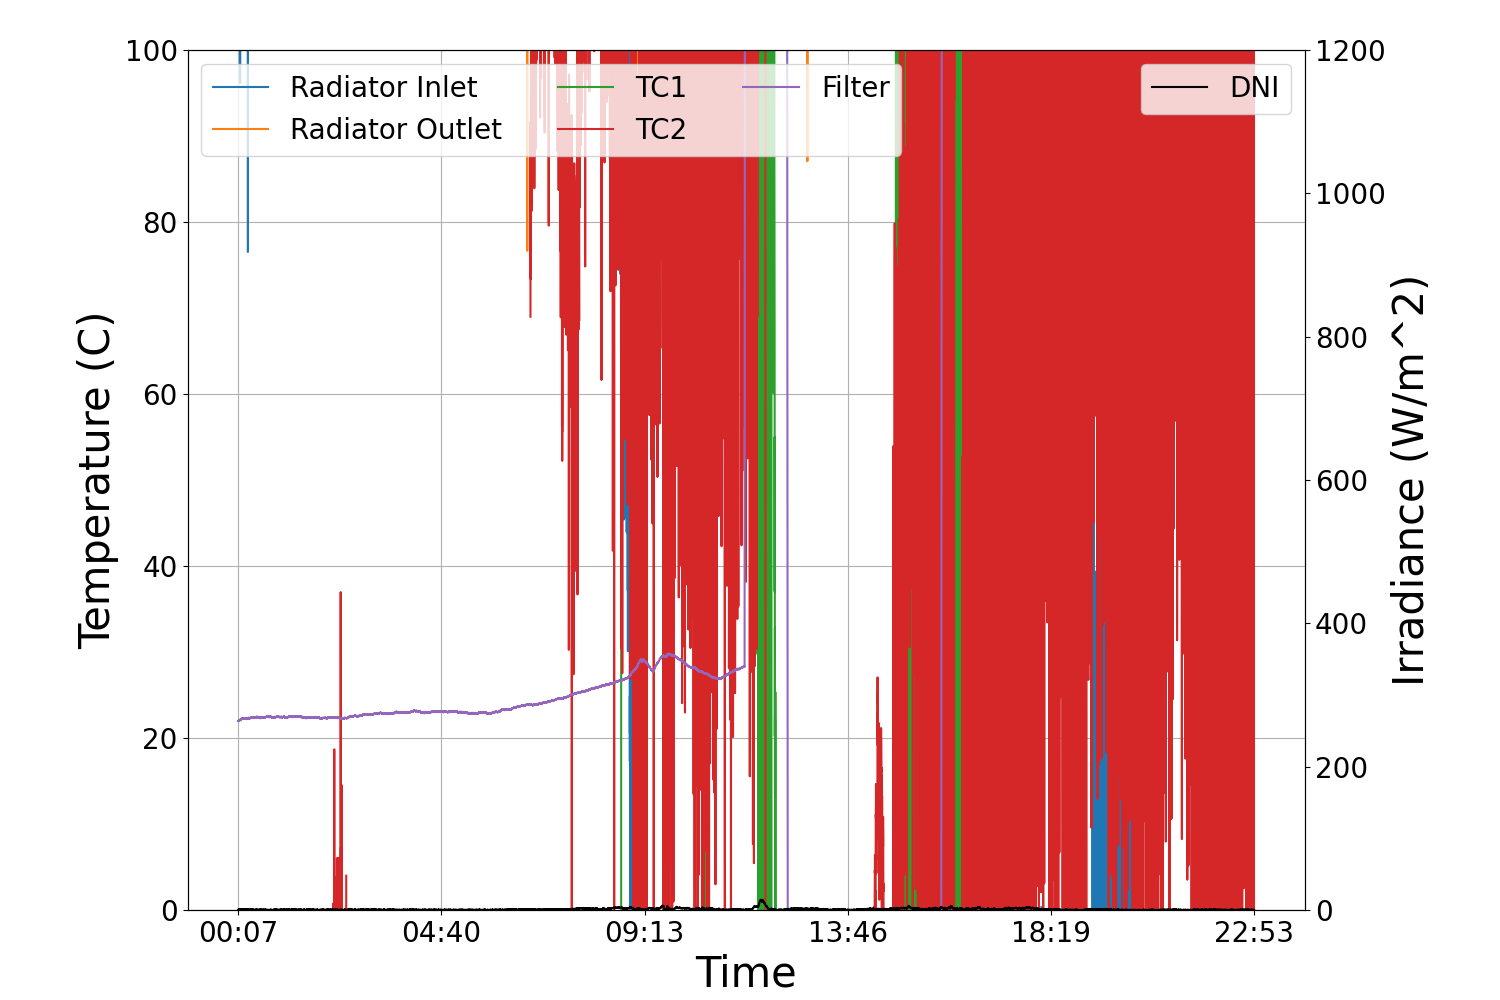 Radiator Inlet
Radiator Outlet
TC1
TC2
Filter
DNI
100
80
60
40
20
0
Temperature (C)
1200
1000
800
600
400
200
0
Irradiance (W/m^2)
00:07 04:40 09:13 13:46 18:19 22:53
Time